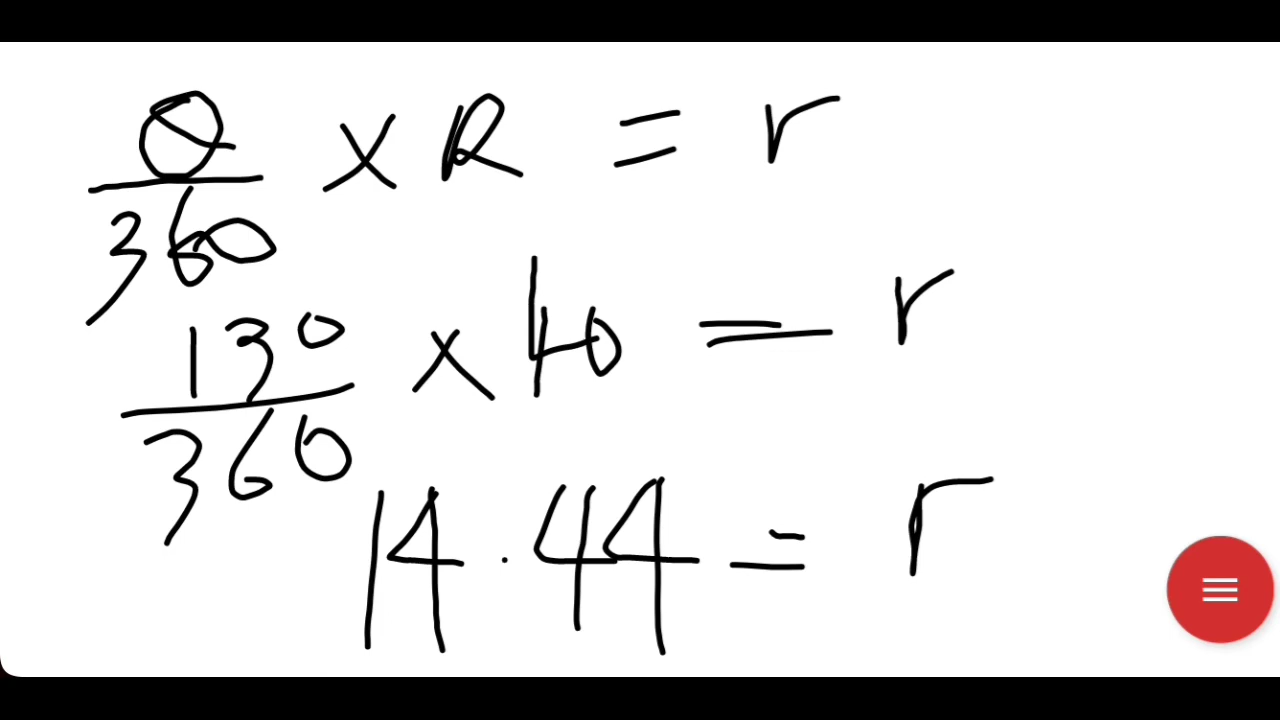 θ/360 × R = r
130/360 × 40 = r
14.44 = r